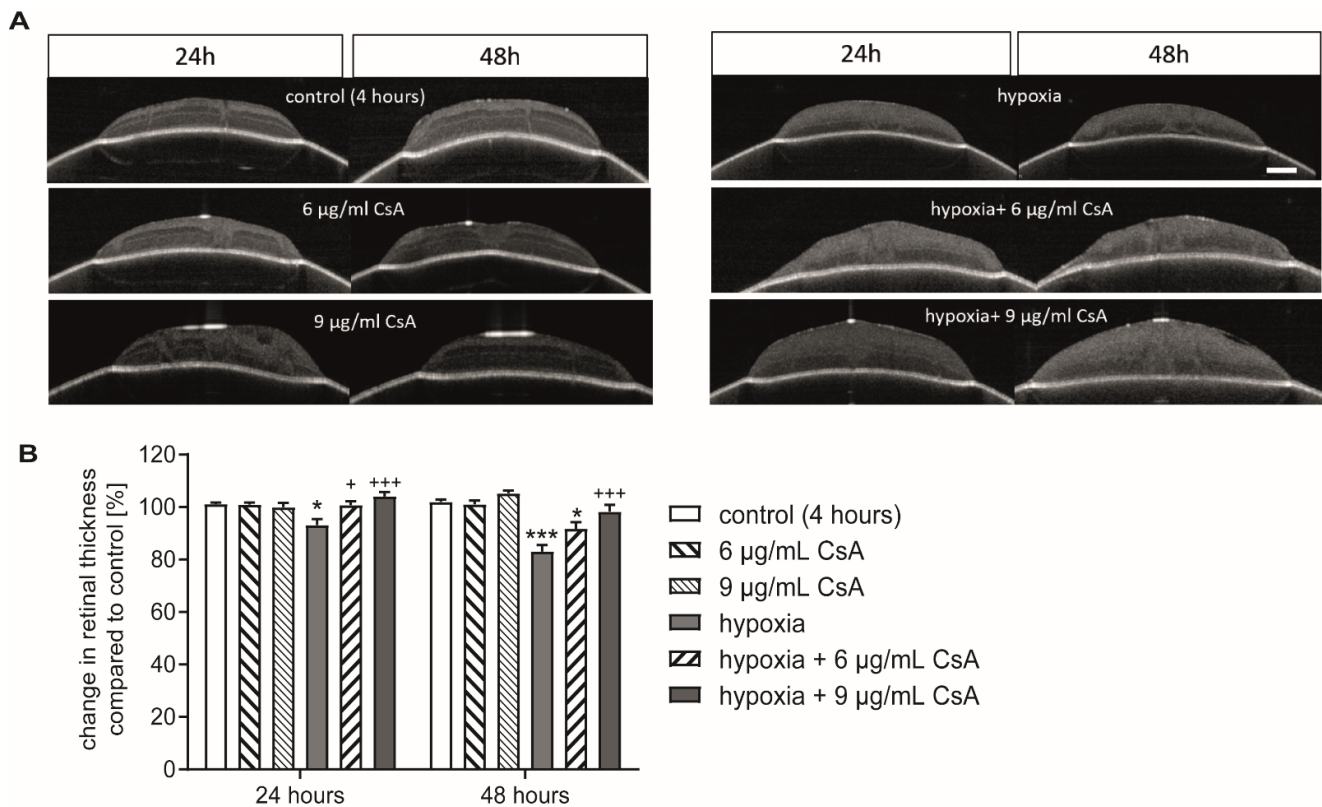 A
24h
48h
24h
48h
control (4 hours)
hypoxia
6 µg/ml CsA
hypoxia+ 6 µg/ml CsA
9 µg/ml CsA
hypoxia+ 9 µg/ml CsA
B
change in retinal thickness
compared to control [%]
120
100
80
60
40
20
0
*
+
+++
***
*
+++
24 hours
48 hours
control (4 hours)
6 µg/mL CsA
9 µg/mL CsA
hypoxia
hypoxia + 6 µg/mL CsA
hypoxia + 9 µg/mL CsA